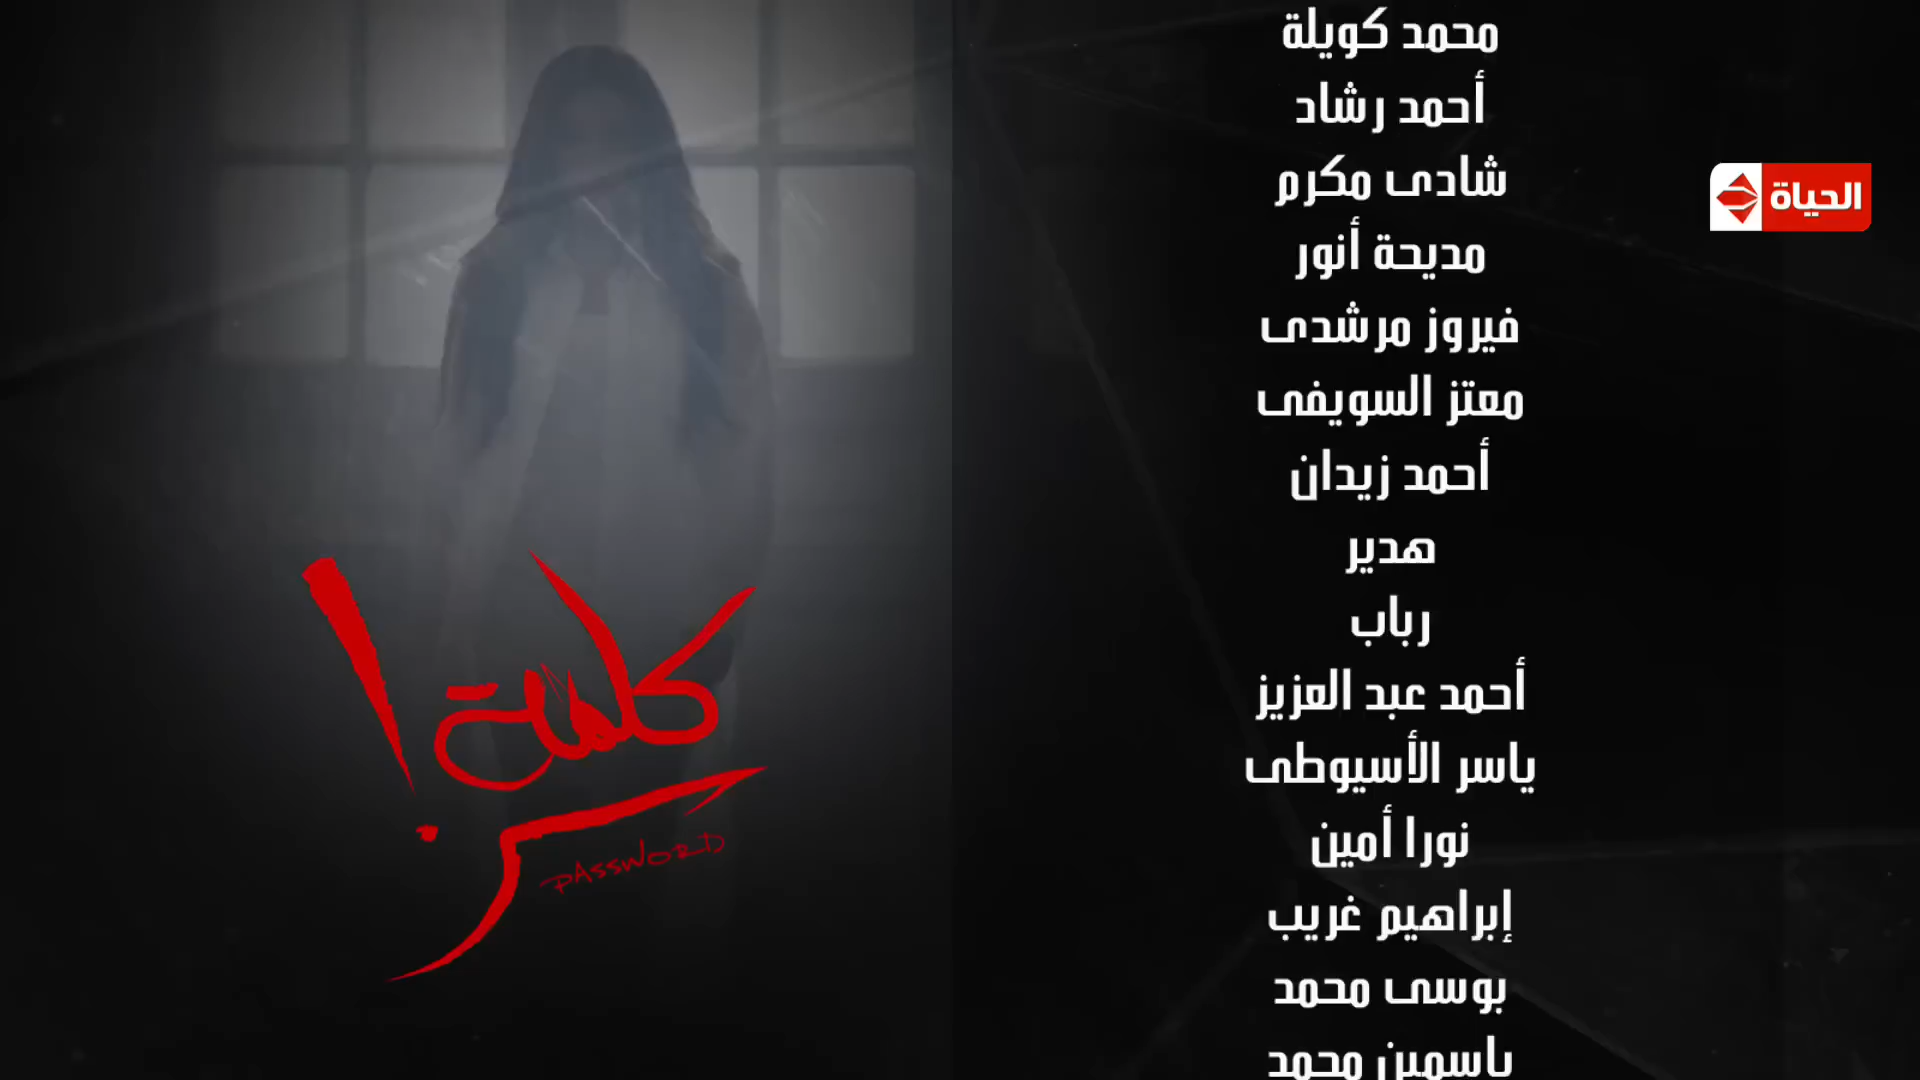 محمد كويلة
أحمد رشاد
شادى مكرم
مديحة أنور
فيروز مرشدى
معتز السويفى
أحمد زيدان
هدير
رباب
أحمد عبد العزيز
ياسر الأسيوطى
نورا أمين
إبراهيم غريب
بوسى محمد
ياسمين محمد
الحياة
كلمة
سر
!
PASSWORD